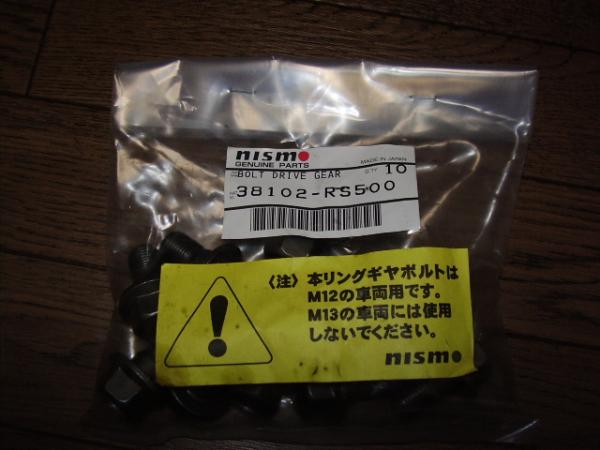 nismo
GENUINE PARTS
MADE IN JAPAN
BOLT DRIVE GEAR
QTY 10
38102-RS500
〈注〉本リングギヤボルトは
M12の車両用です。
M13の車両には使用
しないでください。
nismo